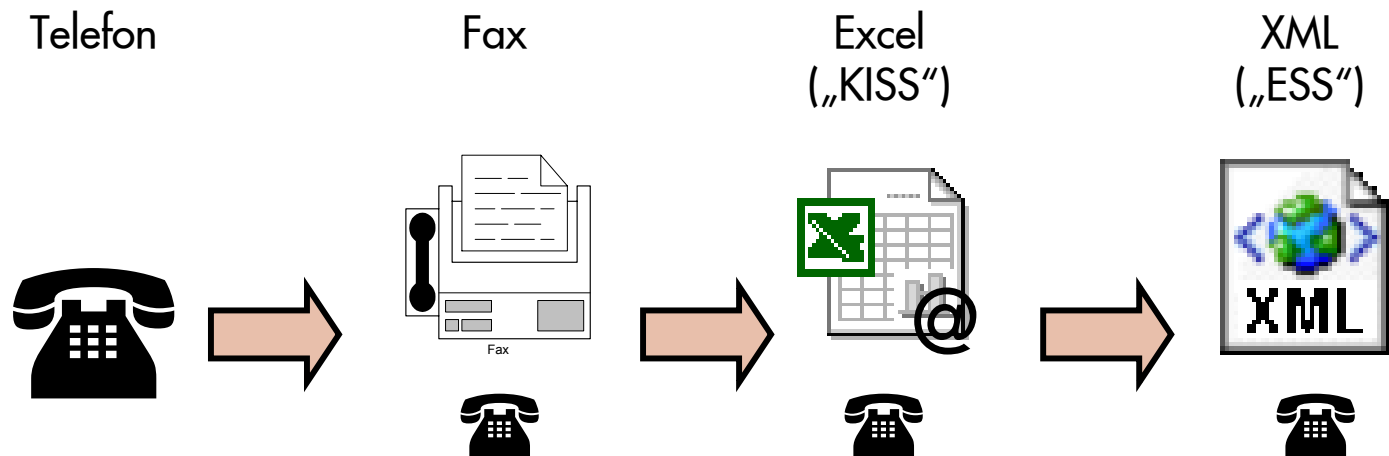 Telefon
Fax
Excel
(„KISS“)
XML
(„ESS“)
Fax
@
XML